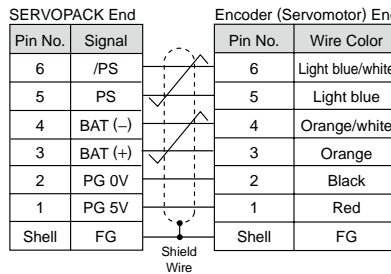 SERVOPACK End
Encoder (Servomotor) End
Pin No. Signal Pin No. Wire Color
6 /PS 6 Light blue/white
5 PS 5 Light blue
4 BAT (−) 4 Orange/white
3 BAT (+) 3 Orange
2 PG 0V 2 Black
1 PG 5V 1 Red
Shell FG Shell FG
Shield
Wire